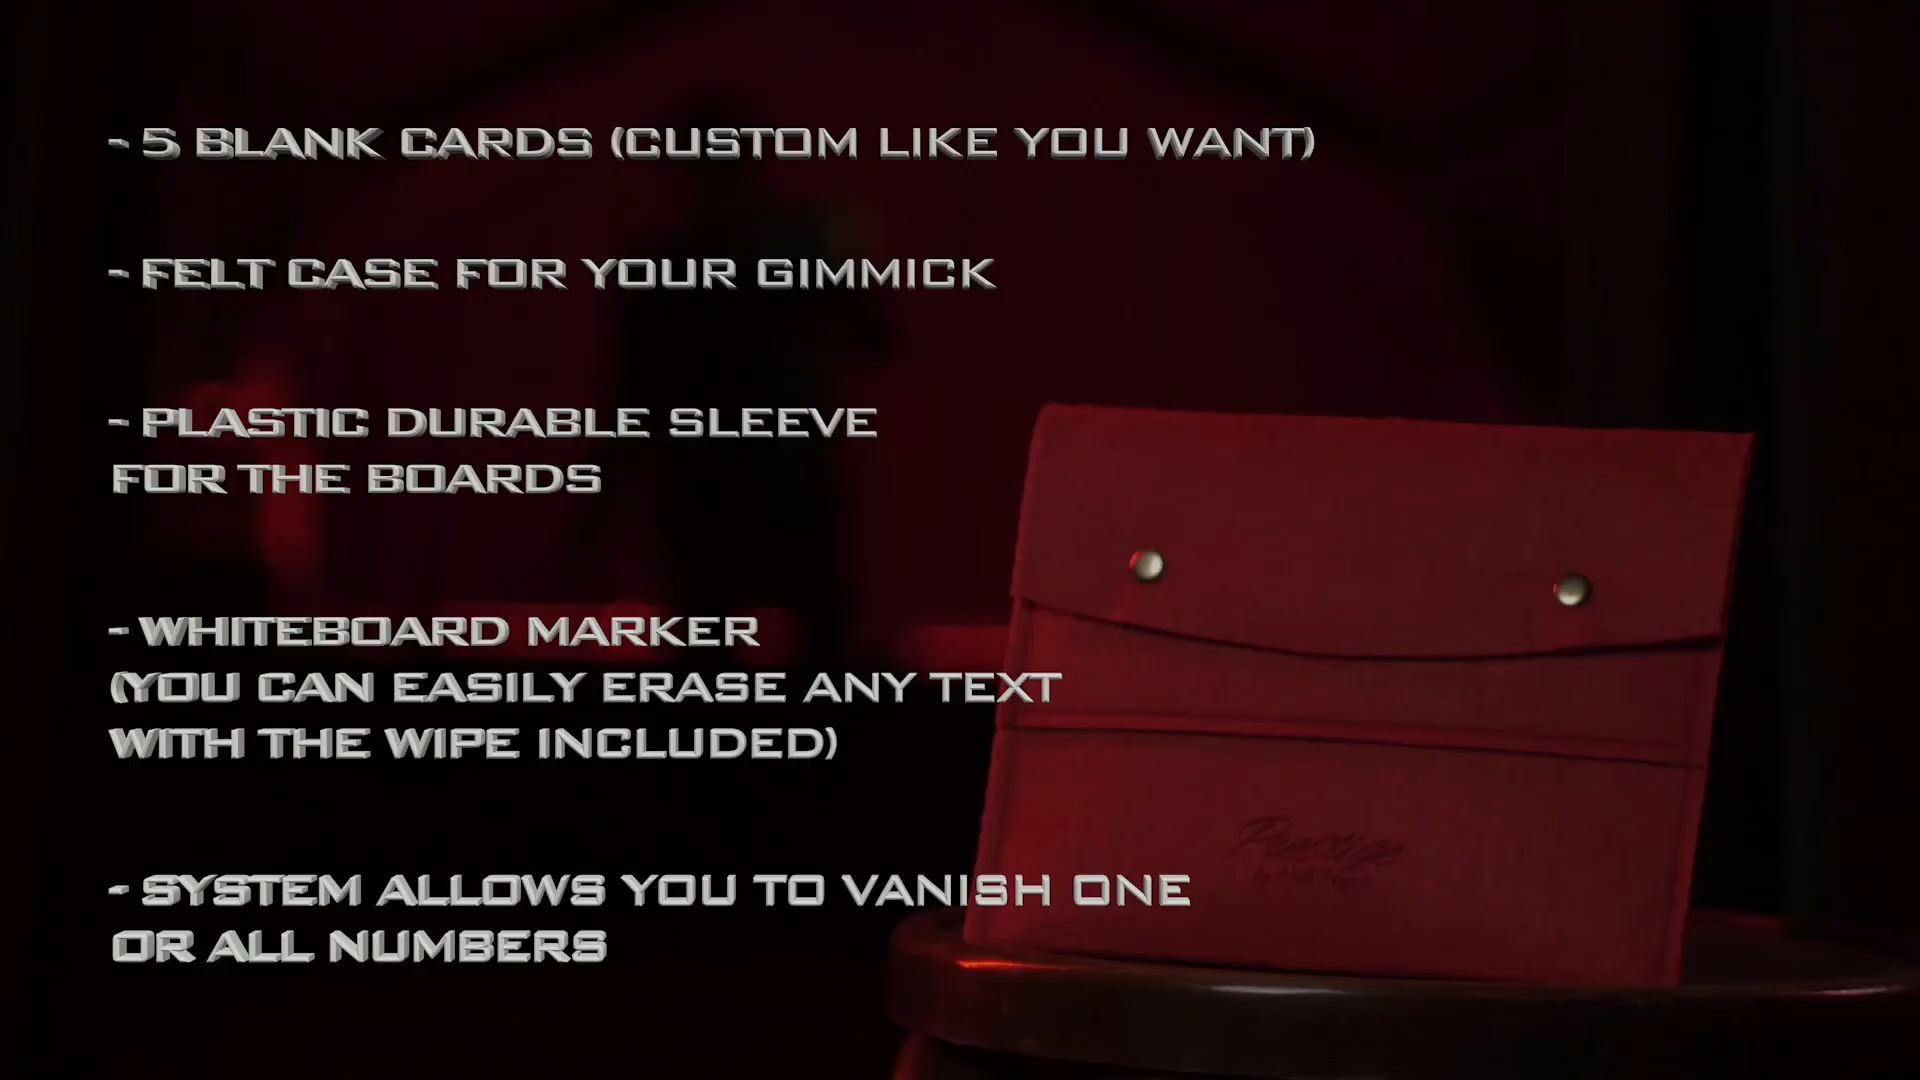 - 5 BLANK CARDS (CUSTOM LIKE YOU WANT)
- FELT CASE FOR YOUR GIMMICK
- PLASTIC DURABLE SLEEVE
FOR THE BOARDS
- WHITEBOARD MARKER
(YOU CAN EASILY ERASE ANY TEXT
WITH THE WIPE INCLUDED)
Prestige
- SYSTEM ALLOWS YOU TO VANISH ONE
OR ALL NUMBERS